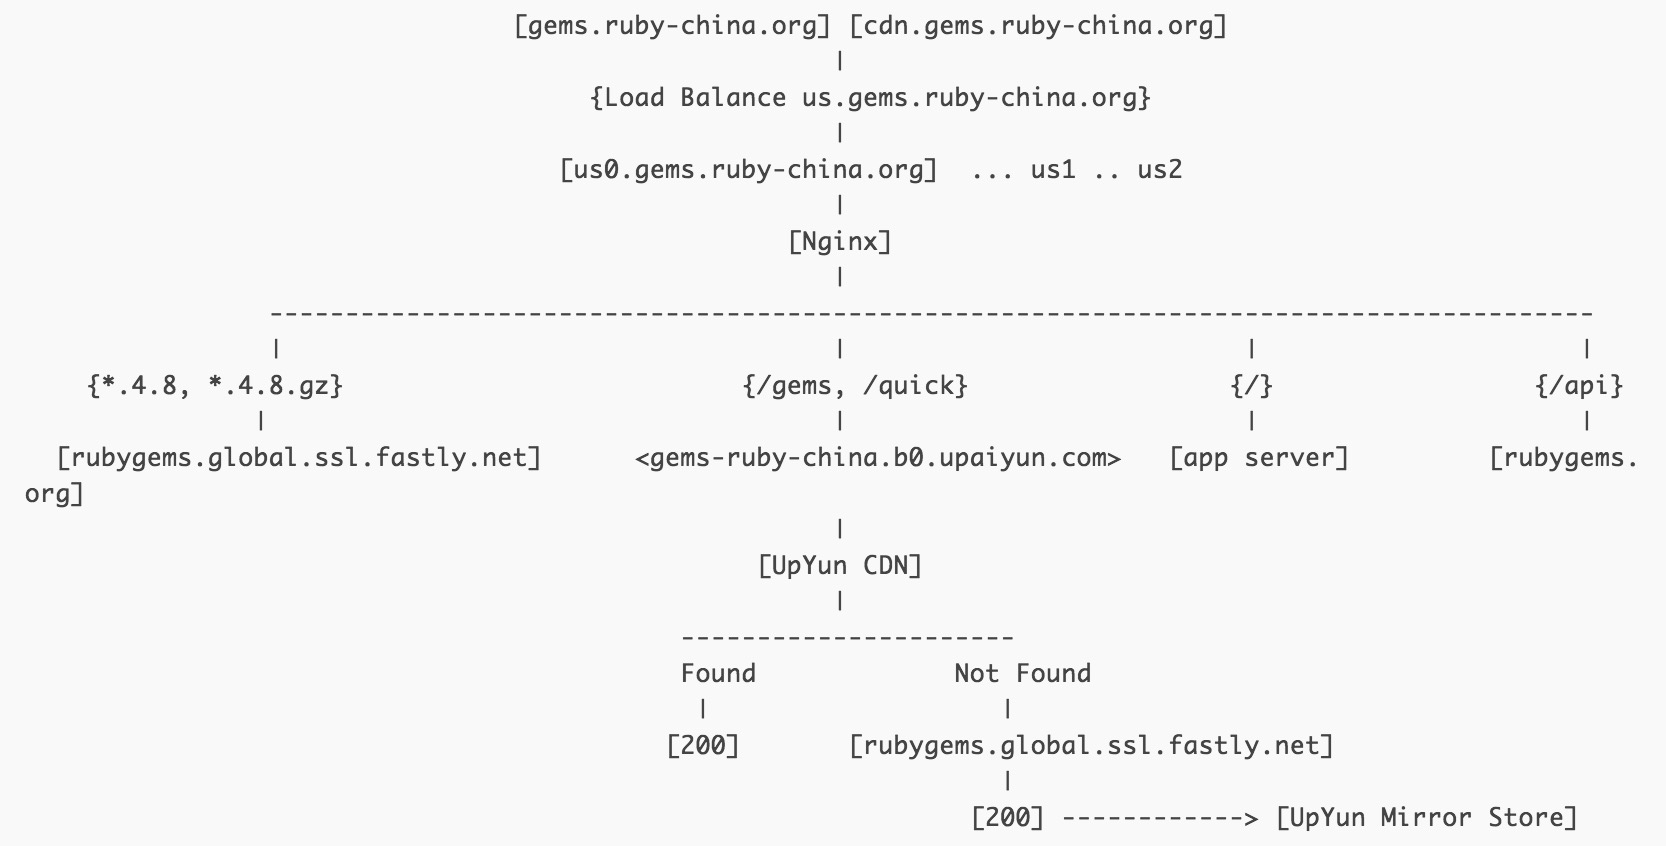 [gems.ruby-china.org] [cdn.gems.ruby-china.org]
|
{Load Balance us.gems.ruby-china.org}
|
[us0.gems.ruby-china.org]  ... us1 .. us2
|
[Nginx]
|
---------------------------------------------------------------------------------------
| | | |
{*.4.8, *.4.8.gz} {/gems, /quick} {/} {/api}
| | | |
[rubygems.global.ssl.fastly.net] <gems-ruby-china.b0.upaiyun.com> [app server] [rubygems.
org]
|
[UpYun CDN]
|
----------------------
Found Not Found
| |
[200] [rubygems.global.ssl.fastly.net]
|
[200] ------------> [UpYun Mirror Store]